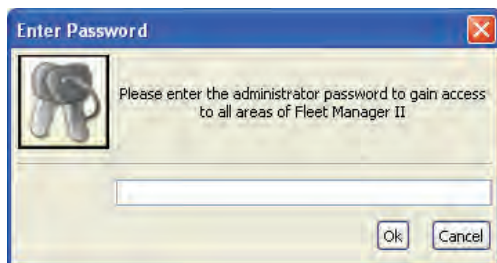 Enter Password
Please enter the administrator password to gain access
to all areas of Fleet Manager II
Ok
Cancel